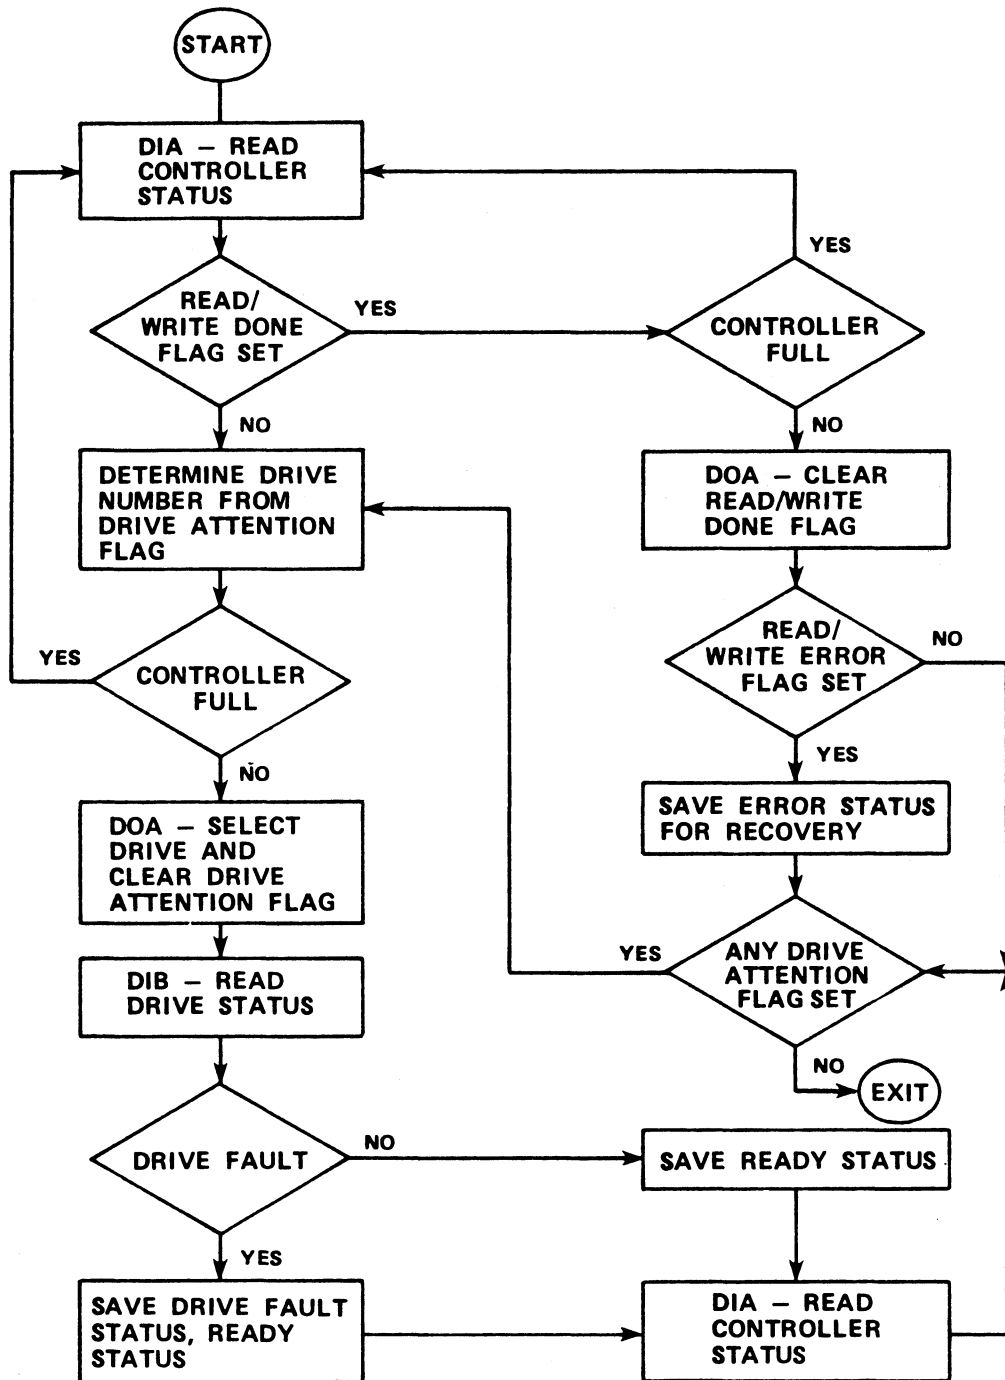 START
DIA – READ
CONTROLLER
STATUS
YES
READ/
WRITE DONE
FLAG SET
YES
CONTROLLER
FULL
NO
NO
DETERMINE DRIVE
NUMBER FROM
DRIVE ATTENTION
FLAG
DOA – CLEAR
READ/WRITE
DONE FLAG
READ/
WRITE ERROR
FLAG SET
NO
YES
CONTROLLER
FULL
YES
NO
SAVE ERROR STATUS
FOR RECOVERY
DOA – SELECT
DRIVE AND
CLEAR DRIVE
ATTENTION FLAG
YES
ANY DRIVE
ATTENTION
FLAG SET
DIB – READ
DRIVE STATUS
NO
EXIT
DRIVE FAULT
NO
SAVE READY STATUS
YES
SAVE DRIVE FAULT
STATUS, READY
STATUS
DIA – READ
CONTROLLER
STATUS